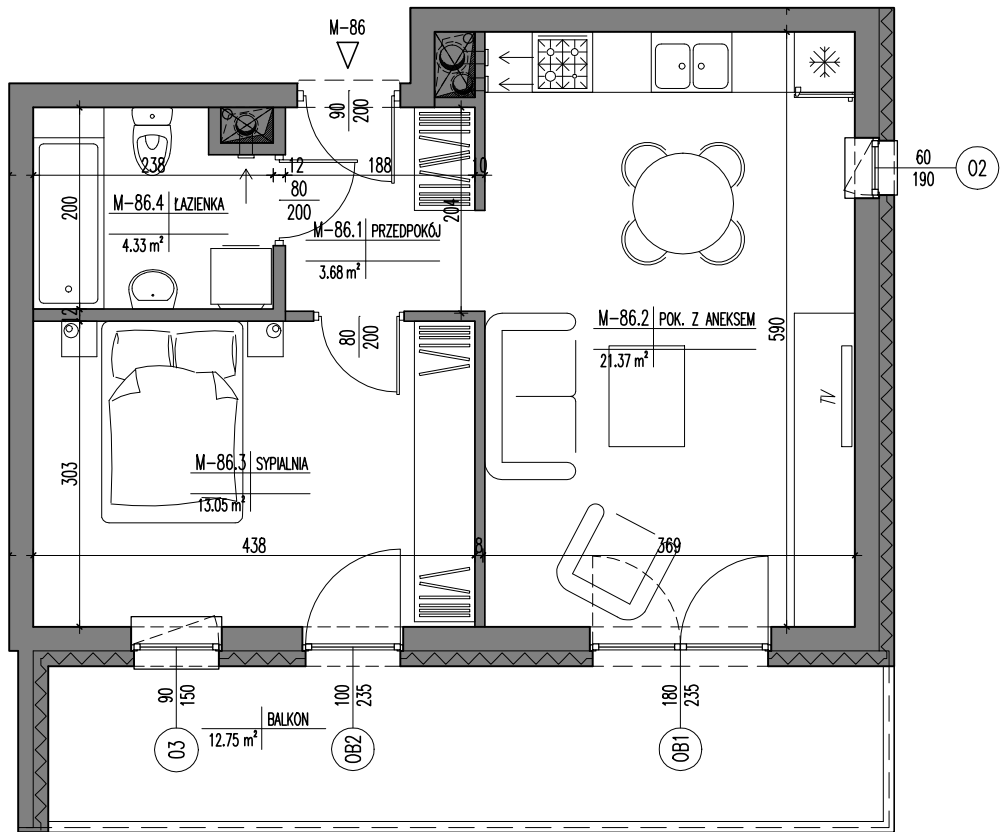 M-86
90
200
238
12
188
10
60
190
O2
80
200
200
M-86.4 ŁAZIENKA
4.33 m²
204
M-86.1 PRZEDPOKÓJ
3.68 m²
80
200
M-86.2 POK. Z ANEKSEM
21.37 m²
590
TV
303
M-86.3 SYPIALNIA
13.05 m²
438
8
369
90
150
100
235
180
235
BALKON
12.75 m²
O3
OB2
OB1